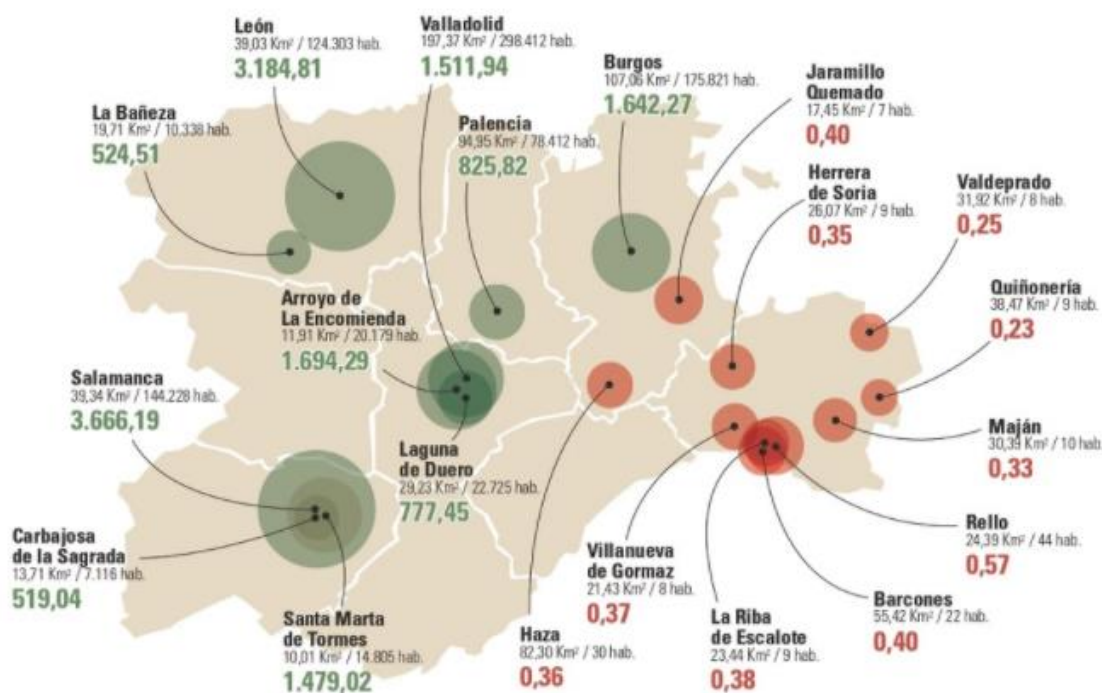 León
39,03 Km² / 124.303 hab.
3.184,81
Valladolid
197,37 Km² / 298.412 hab.
1.511,94
Burgos
107,06 Km² / 175.821 hab.
1.642,27
Jaramillo
Quemado
17,45 Km² / 7 hab.
0,40
La Bañeza
19,71 Km² / 10.338 hab.
524,51
Palencia
94,95 Km² / 78.412 hab.
825,82
Herrera
de Soria
26,07 Km² / 9 hab.
0,35
Valdeprado
31,92 Km² / 8 hab.
0,25
Quiñonería
38,47 Km² / 9 hab.
0,23
Arroyo de
La Encomienda
11,91 Km² / 20.179 hab.
1.694,29
Salamanca
39,34 Km² / 144.228 hab.
3.666,19
Laguna
de Duero
29,23 Km² / 22.725 hab.
777,45
Maján
30,39 Km² / 10 hab.
0,33
Carbajosa
de la Sagrada
13,71 Km² / 7.116 hab.
519,04
Santa Marta
de Tormes
10,01 Km² / 14.805 hab.
1.479,02
Haza
82,30 Km² / 30 hab.
0,36
Villanueva
de Gormaz
21,43 Km² / 8 hab.
0,37
La Riba
de Escalote
23,44 Km² / 9 hab.
0,38
Barcones
55,42 Km² / 22 hab.
0,40
Rello
24,39 Km² / 44 hab.
0,57